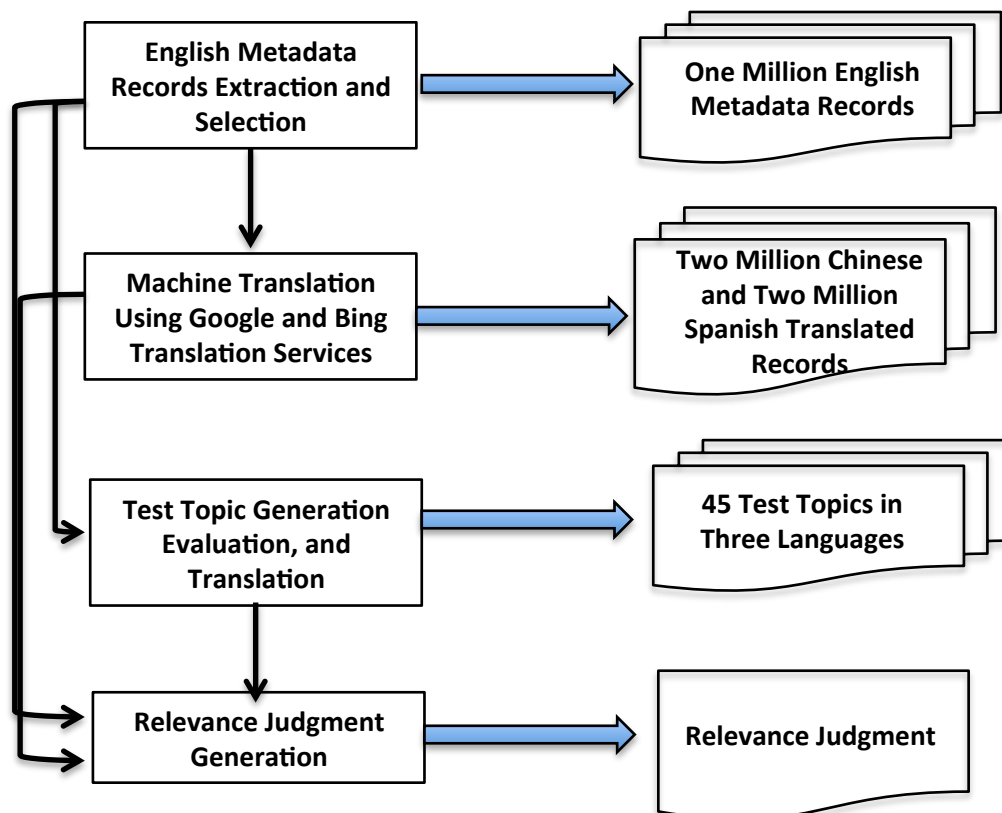 English Metadata
Records Extraction and
Selection
One Million English
Metadata Records
Machine Translation
Using Google and Bing
Translation Services
Two Million Chinese
and Two Million
Spanish Translated
Records
Test Topic Generation
Evaluation, and
Translation
45 Test Topics in
Three Languages
Relevance Judgment
Generation
Relevance Judgment